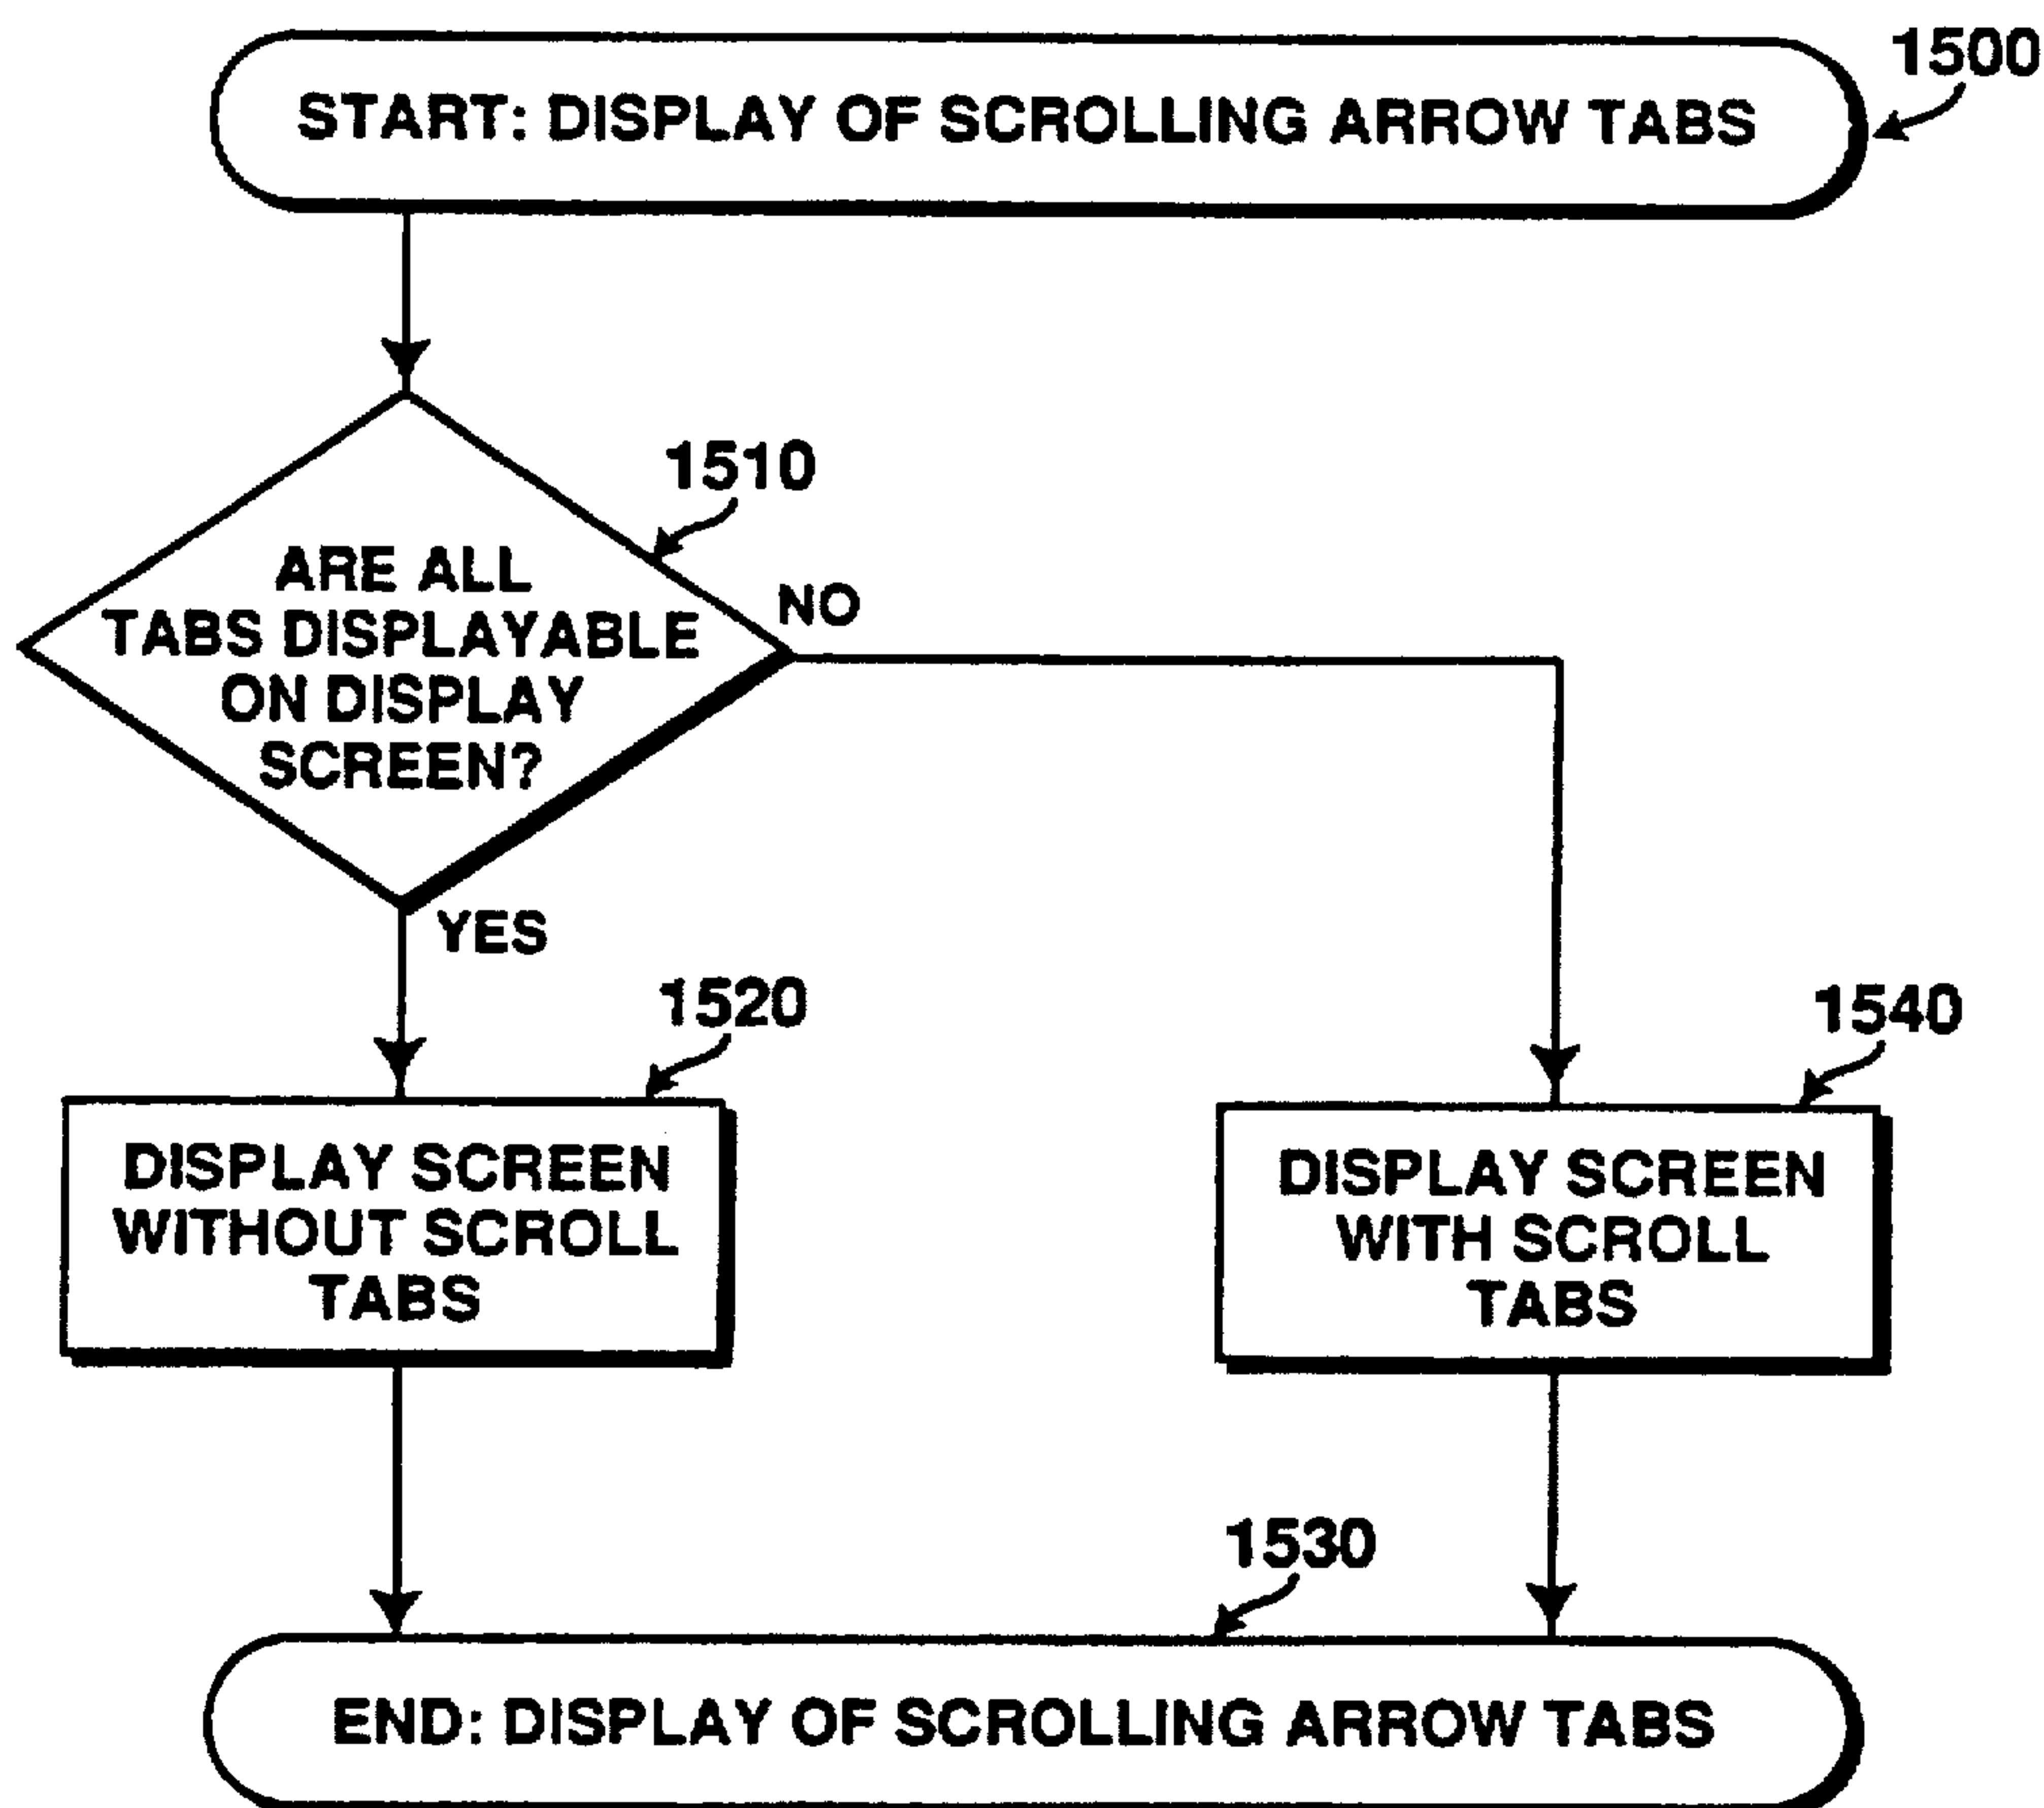 1500
START: DISPLAY OF SCROLLING ARROW TABS
1510
ARE ALL
TABS DISPLAYABLE
ON DISPLAY
SCREEN?
NO
YES
1520
DISPLAY SCREEN
WITHOUT SCROLL
TABS
1540
DISPLAY SCREEN
WITH SCROLL
TABS
1530
END: DISPLAY OF SCROLLING ARROW TABS